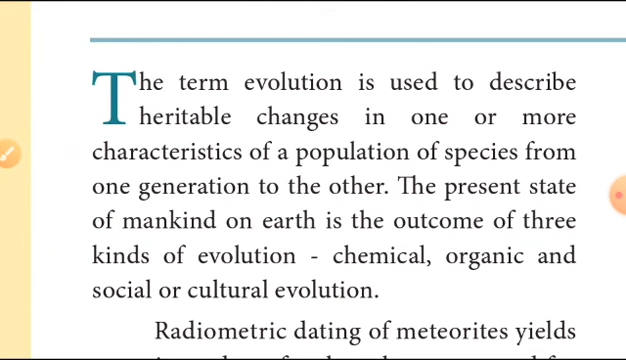 The term evolution is used to describe
heritable changes in one or more
characteristics of a population of species from
one generation to the other. The present state
of mankind on earth is the outcome of three
kinds of evolution - chemical, organic and
social or cultural evolution.
Radiometric dating of meteorites yields